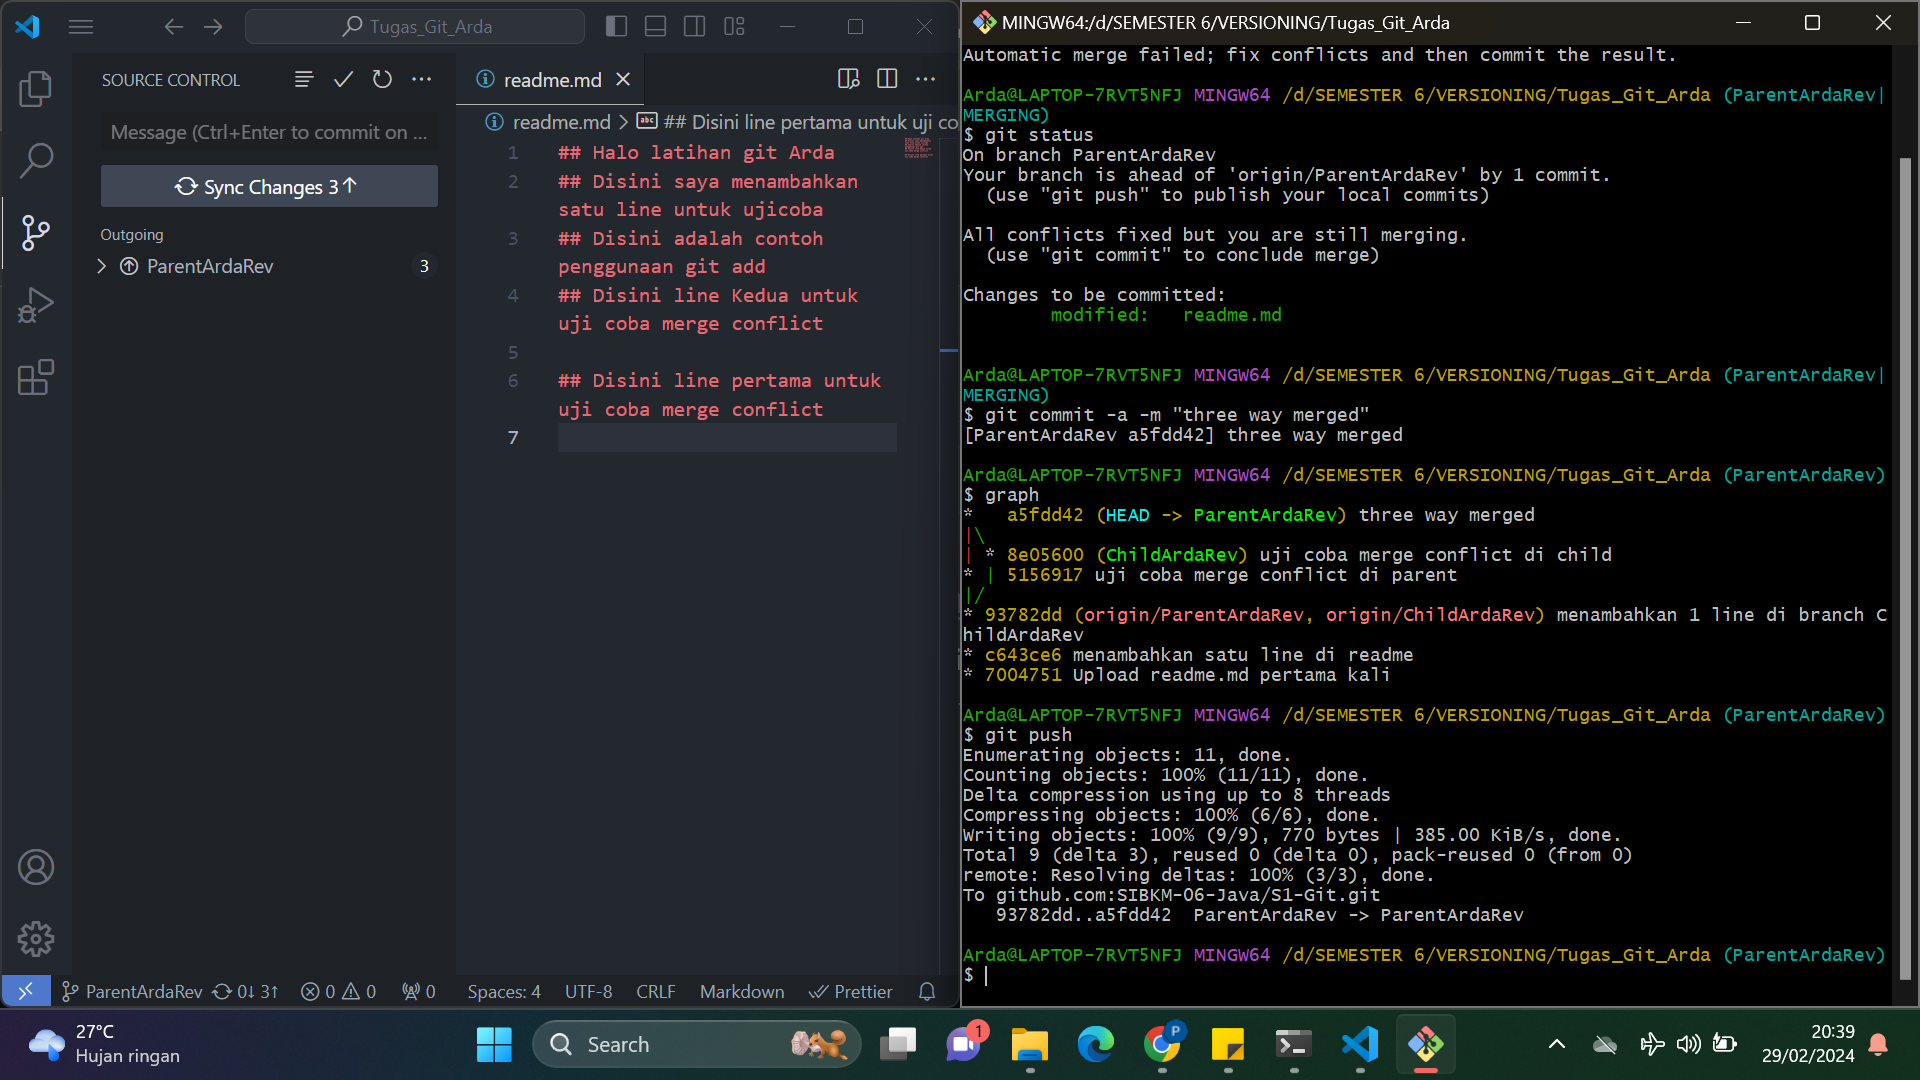 Tugas_Git_Arda
SOURCE CONTROL
Message (Ctrl+Enter to commit on ...
Sync Changes 3↑
Outgoing
ParentArdaRev
3
readme.md
readme.md > ## Disini line pertama untuk uji co
1 ## Halo latihan git Arda
2 ## Disini saya menambahkan
satu line untuk ujicoba
3 ## Disini adalah contoh
penggunaan git add
4 ## Disini line Kedua untuk
uji coba merge conflict
5
6 ## Disini line pertama untuk
uji coba merge conflict
7
ParentArdaRev 0↓ 3↑ 0 0 0 Spaces: 4 UTF-8 CRLF Markdown Prettier
MINGW64:/d/SEMESTER 6/VERSIONING/Tugas_Git_Arda
Automatic merge failed; fix conflicts and then commit the result.
Arda@LAPTOP-7RVT5NFJ MINGW64 /d/SEMESTER 6/VERSIONING/Tugas_Git_Arda (ParentArdaRev|
MERGING)
$ git status
On branch ParentArdaRev
Your branch is ahead of 'origin/ParentArdaRev' by 1 commit.
(use "git push" to publish your local commits)
All conflicts fixed but you are still merging.
(use "git commit" to conclude merge)
Changes to be committed:
modified: readme.md
Arda@LAPTOP-7RVT5NFJ MINGW64 /d/SEMESTER 6/VERSIONING/Tugas_Git_Arda (ParentArdaRev|
MERGING)
$ git commit -a -m "three way merged"
[ParentArdaRev a5fdd42] three way merged
Arda@LAPTOP-7RVT5NFJ MINGW64 /d/SEMESTER 6/VERSIONING/Tugas_Git_Arda (ParentArdaRev)
$ graph
* a5fdd42 (HEAD -> ParentArdaRev) three way merged
|\
| * 8e05600 (ChildArdaRev) uji coba merge conflict di child
* | 5156917 uji coba merge conflict di parent
|/
* 93782dd (origin/ParentArdaRev, origin/ChildArdaRev) menambahkan 1 line di branch C
hildArdaRev
* c643ce6 menambahkan satu line di readme
* 7004751 Upload readme.md pertama kali
Arda@LAPTOP-7RVT5NFJ MINGW64 /d/SEMESTER 6/VERSIONING/Tugas_Git_Arda (ParentArdaRev)
$ git push
Enumerating objects: 11, done.
Counting objects: 100% (11/11), done.
Delta compression using up to 8 threads
Compressing objects: 100% (6/6), done.
Writing objects: 100% (9/9), 770 bytes | 385.00 KiB/s, done.
Total 9 (delta 3), reused 0 (delta 0), pack-reused 0 (from 0)
remote: Resolving deltas: 100% (3/3), done.
To github.com:SIBKM-06-Java/S1-Git.git
93782dd..a5fdd42 ParentArdaRev -> ParentArdaRev
Arda@LAPTOP-7RVT5NFJ MINGW64 /d/SEMESTER 6/VERSIONING/Tugas_Git_Arda (ParentArdaRev)
$
27°C
Hujan ringan
Search
1
P
20:39
29/02/2024